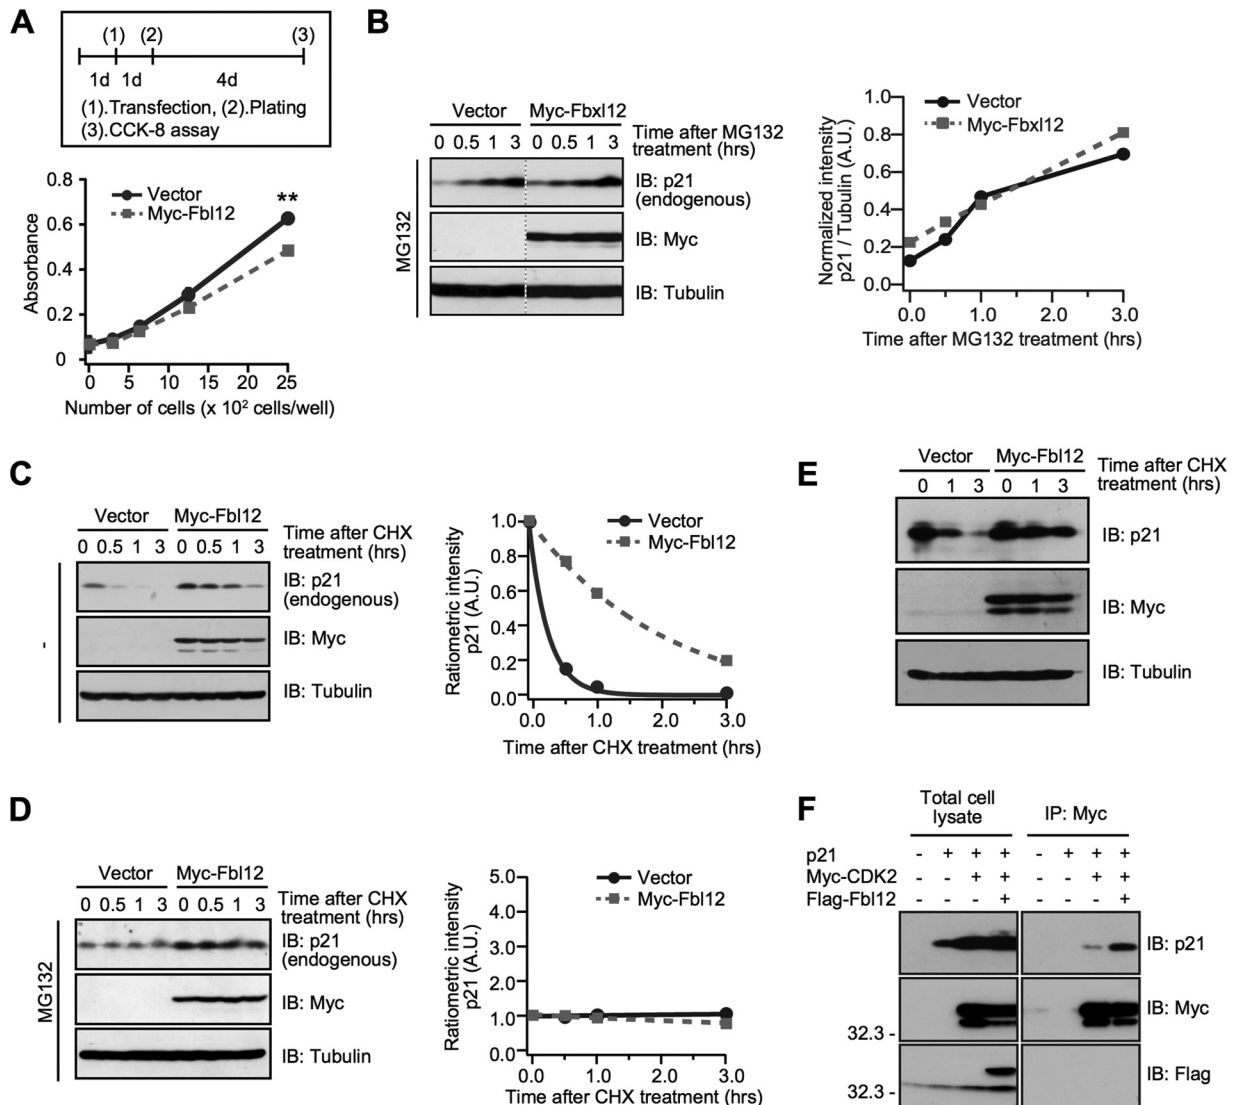 A
(1) (2) (3)
1d 1d 4d
(1).Transfection, (2).Plating
(3).CCK-8 assay
0.8
0.6
0.4
0.2
0
Absorbance
Vector
Myc-Fbl12
**
0 5 10 15 20 25
Number of cells (x 10² cells/well)
B
Vector Myc-Fbxl12
0 0.5 1 3 0 0.5 1 3
Time after MG132
treatment (hrs)
MG132
IB: p21
(endogenous)
IB: Myc
IB: Tubulin
Normalized intensity
p21 / Tubulin (A.U.)
1.0
0.8
0.6
0.4
0.2
0.0
Vector
Myc-Fbxl12
0.0 1.0 2.0 3.0
Time after MG132 treatment (hrs)
C
Vector Myc-Fbl12
0 0.5 1 3 0 0.5 1 3
Time after CHX
treatment (hrs)
-
IB: p21
(endogenous)
IB: Myc
IB: Tubulin
Ratiometric intensity
p21 (A.U.)
1.0
0.8
0.6
0.4
0.2
0.0
Vector
Myc-Fbl12
0.0 1.0 2.0 3.0
Time after CHX treatment (hrs)
E
Vector Myc-Fbl12
0 1 3 0 1 3
Time after CHX
treatment (hrs)
IB: p21
IB: Myc
IB: Tubulin
D
Vector Myc-Fbl12
0 0.5 1 3 0 0.5 1 3
Time after CHX
treatment (hrs)
MG132
IB: p21
(endogenous)
IB: Myc
IB: Tubulin
Ratiometric intensity
p21 (A.U.)
5.0
4.0
3.0
2.0
1.0
0.0
Vector
Myc-Fbl12
0.0 1.0 2.0 3.0
Time after CHX treatment (hrs)
F
Total cell
lysate
IP: Myc
p21 - + + + - + + +
Myc-CDK2 - - + + - - + +
Flag-Fbl12 - - - + - - - +
IB: p21
IB: Myc
32.3 -
IB: Flag
32.3 -